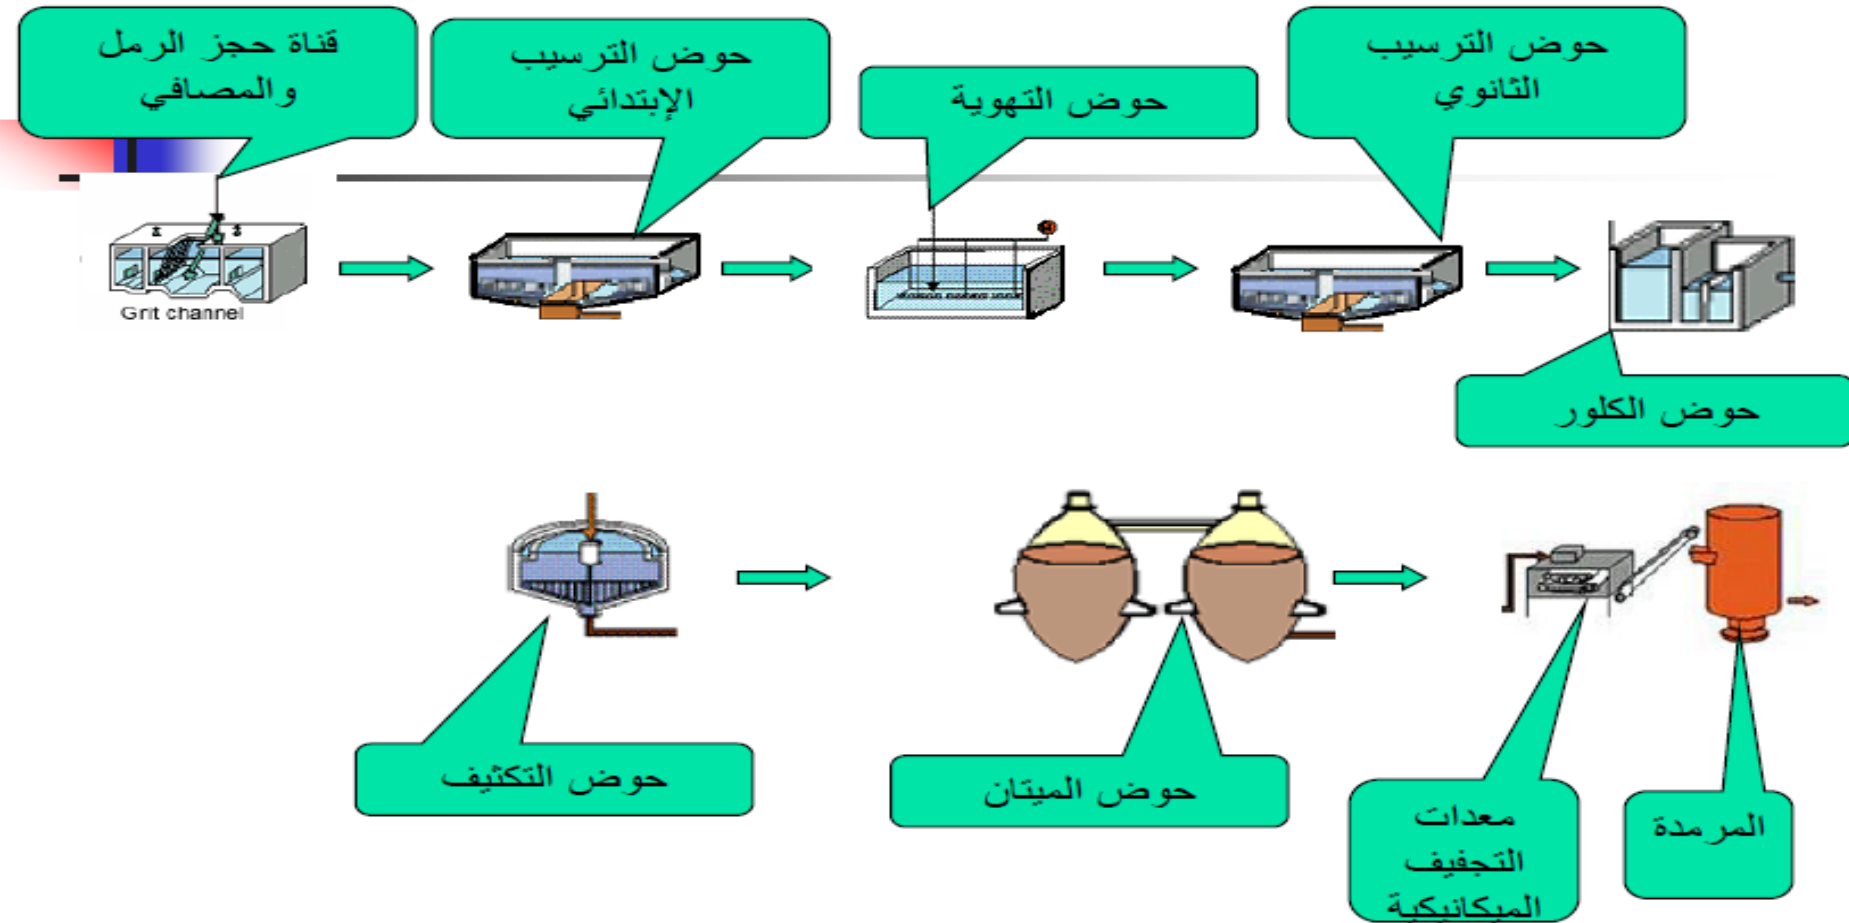 قناة حجز الرمل
والمصافي
حوض الترسيب
الإبتدائي
حوض التهوية
حوض الترسيب
الثانوي
Grit channel
حوض الكلور
حوض التكثيف
حوض الميتان
معدات
التجفيف
الميكانيكية
المرمدة